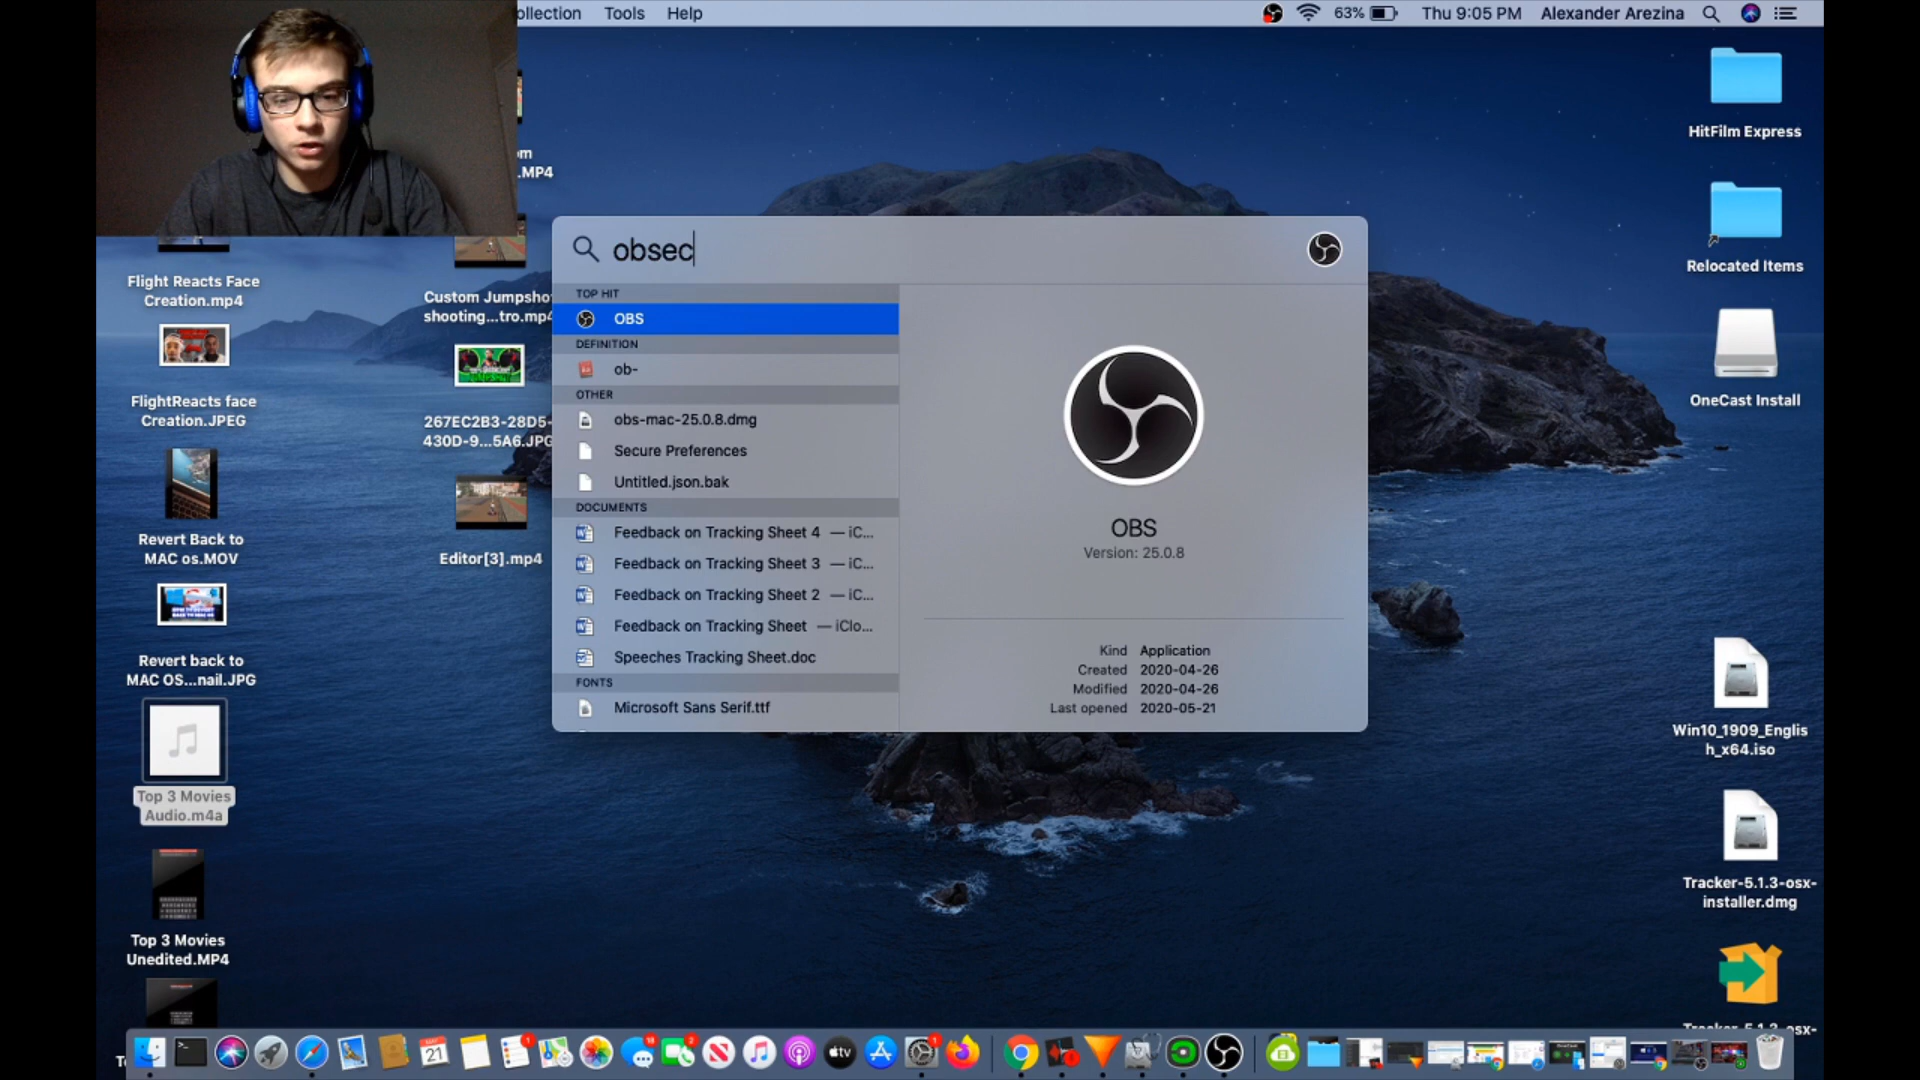 ollection Tools Help 63% Thu 9:05 PM Alexander Arezina
om
.MP4
Flight Reacts Face
Creation.mp4
FlightReacts face
Creation.JPEG
Revert Back to
MAC os.MOV
Revert back to
MAC OS...nail.JPG
Top 3 Movies
Audio.m4a
Top 3 Movies
Unedited.MP4
Custom Jumpsho
shooting...tro.mp4
267EC2B3-28D5-
430D-9...5A6.JPG
Editor[3].mp4
obsec
TOP HIT
OBS
DEFINITION
ob-
OTHER
obs-mac-25.0.8.dmg
Secure Preferences
Untitled.json.bak
DOCUMENTS
Feedback on Tracking Sheet 4 — iC...
Feedback on Tracking Sheet 3 — iC...
Feedback on Tracking Sheet 2 — iC...
Feedback on Tracking Sheet — iClo...
Speeches Tracking Sheet.doc
FONTS
Microsoft Sans Serif.ttf
OBS
Version: 25.0.8
Kind Application
Created 2020-04-26
Modified 2020-04-26
Last opened 2020-05-21
HitFilm Express
Relocated Items
OneCast Install
Win10_1909_Englis
h_x64.iso
Tracker-5.1.3-osx-
installer.dmg
21
tv